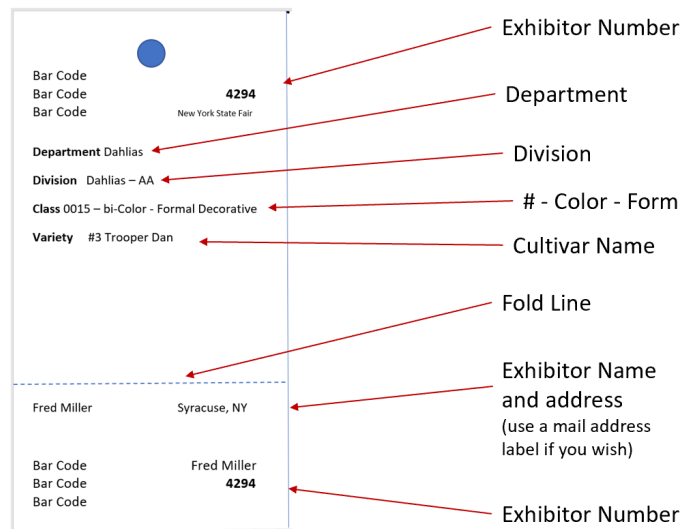 Exhibitor Number
Bar Code
Bar Code 4294
Bar Code New York State Fair
Department
Department Dahlias
Division
Division Dahlias – AA
# - Color - Form
Class 0015 – bi-Color - Formal Decorative
Variety #3 Trooper Dan
Cultivar Name
Fold Line
Exhibitor Name
and address
(use a mail address
label if you wish)
Fred Miller Syracuse, NY
Bar Code Fred Miller
Bar Code 4294
Bar Code
Exhibitor Number